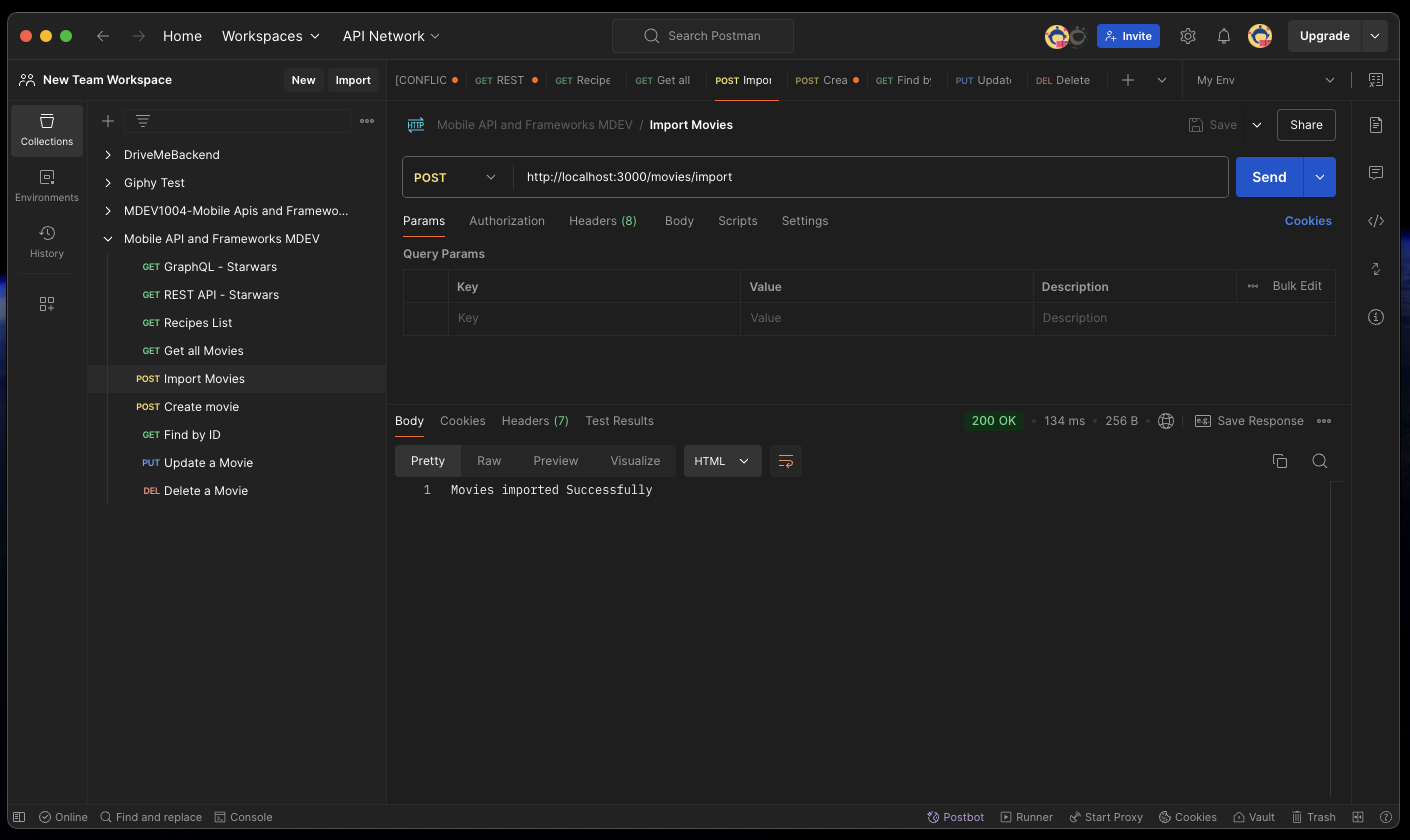 Home Workspaces API Network Search Postman Invite Upgrade
New Team Workspace New Import [CONFLIC GET REST GET Recipe GET Get all POST Impor POST Crea GET Find by PUT Update DEL Delete My Env
Collections
Environments
History
DriveMeBackend
Giphy Test
MDEV1004-Mobile Apis and Framewo...
Mobile API and Frameworks MDEV
GET GraphQL - Starwars
GET REST API - Starwars
GET Recipes List
GET Get all Movies
POST Import Movies
POST Create movie
GET Find by ID
PUT Update a Movie
DEL Delete a Movie
HTTP Mobile API and Frameworks MDEV / Import Movies Save Share
POST http://localhost:3000/movies/import Send
Params Authorization Headers (8) Body Scripts Settings Cookies
Query Params
Key Value Description Bulk Edit
Key Value Description
Body Cookies Headers (7) Test Results 200 OK • 134 ms • 256 B • e.g. Save Response
Pretty Raw Preview Visualize HTML
1 Movies imported Successfully
Online Find and replace Console Postbot Runner Start Proxy Cookies Vault Trash